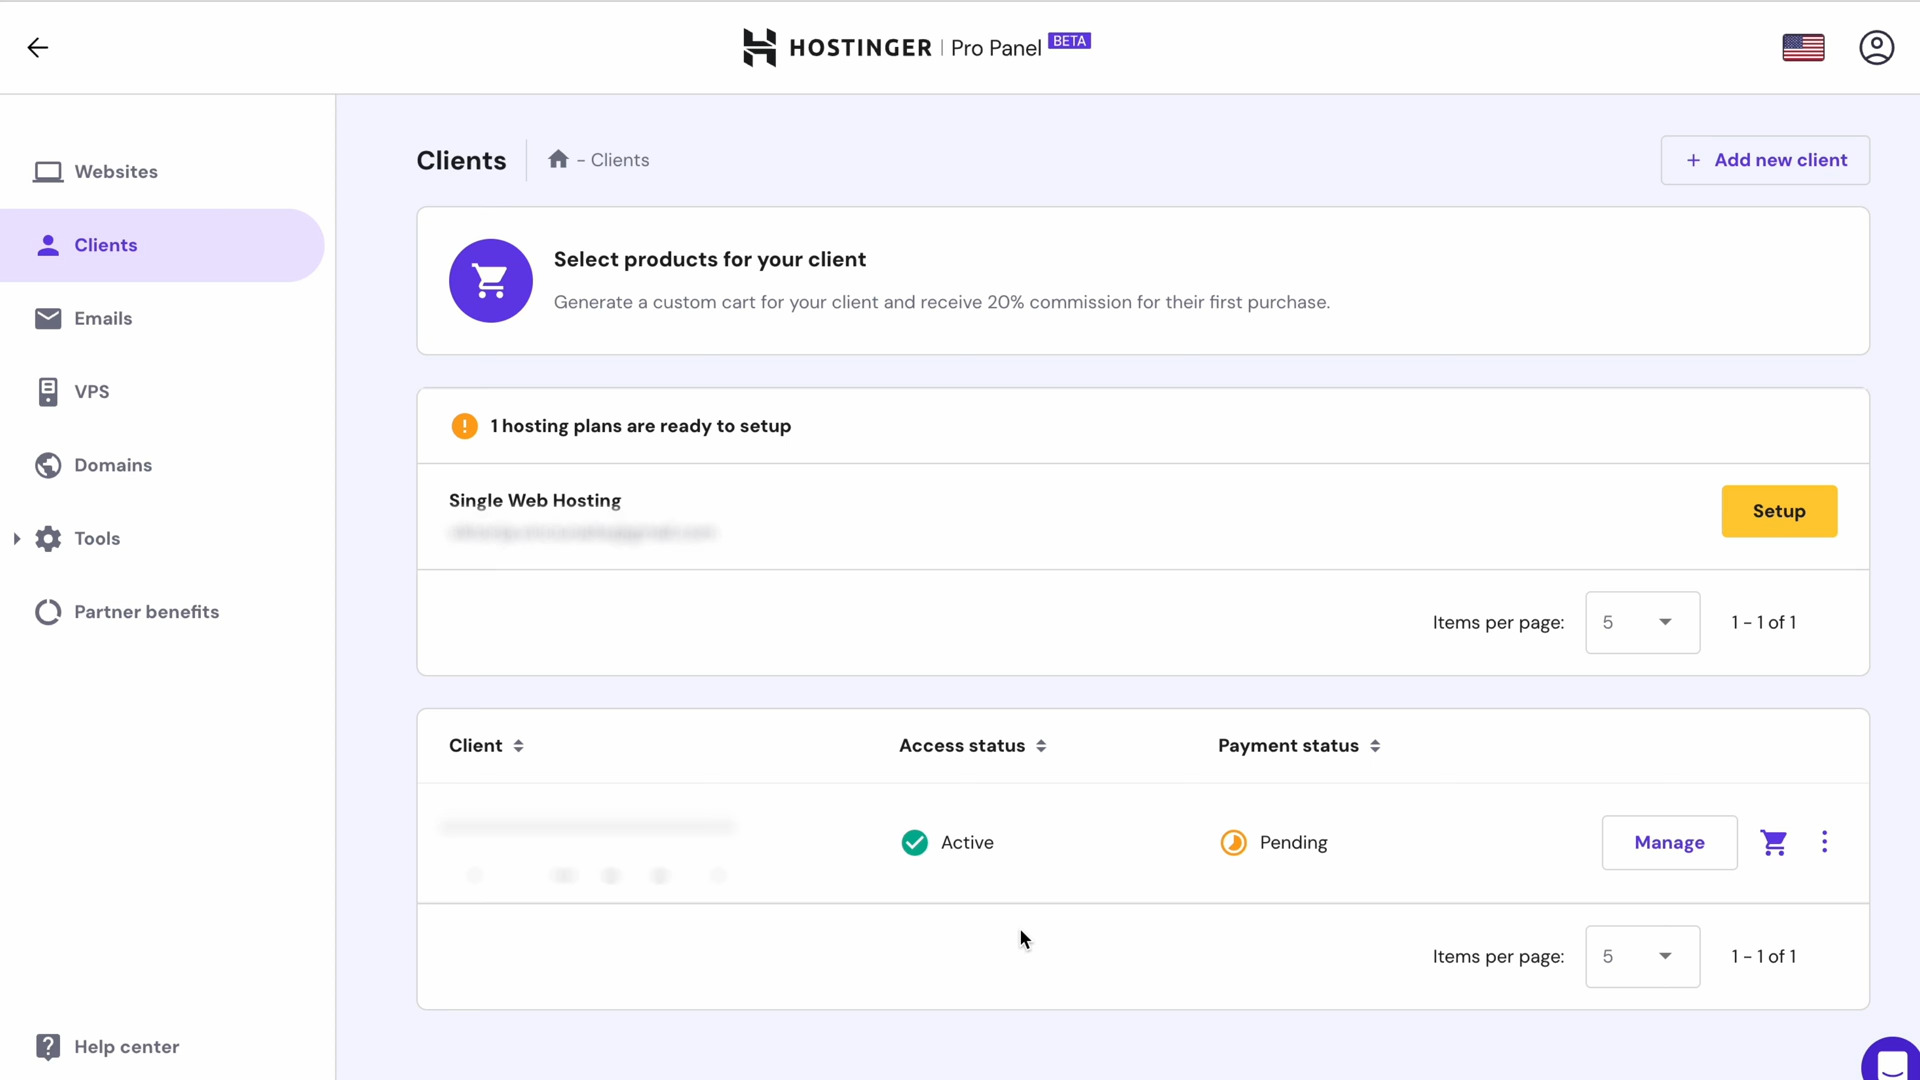 HOSTINGER | Pro Panel BETA
Websites
Clients
Emails
VPS
Domains
Tools
Partner benefits
Help center
Clients
- Clients
+ Add new client
Select products for your client
Generate a custom cart for your client and receive 20% commission for their first purchase.
1 hosting plans are ready to setup
Single Web Hosting
Setup
Items per page: 5 1 - 1 of 1
Client Access status Payment status
Active Pending Manage
Items per page: 5 1 - 1 of 1